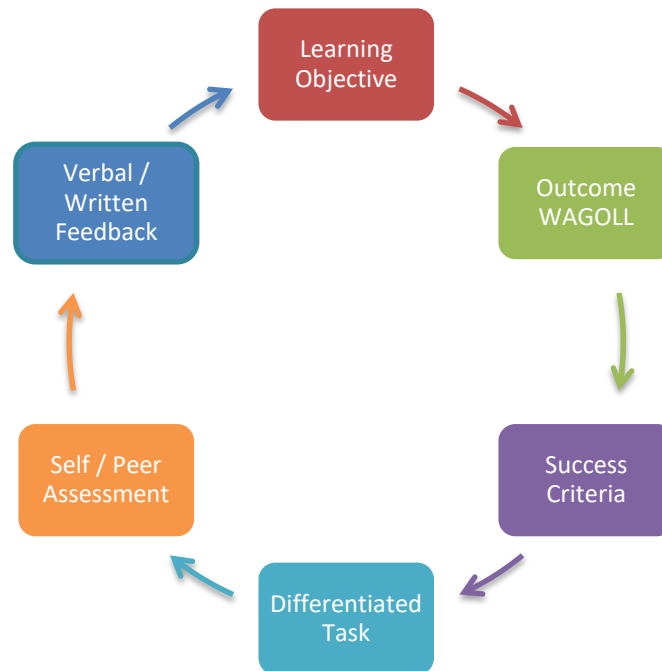 Learning
Objective
Outcome
WAGOLL
Success
Criteria
Differentiated
Task
Self / Peer
Assessment
Verbal /
Written
Feedback